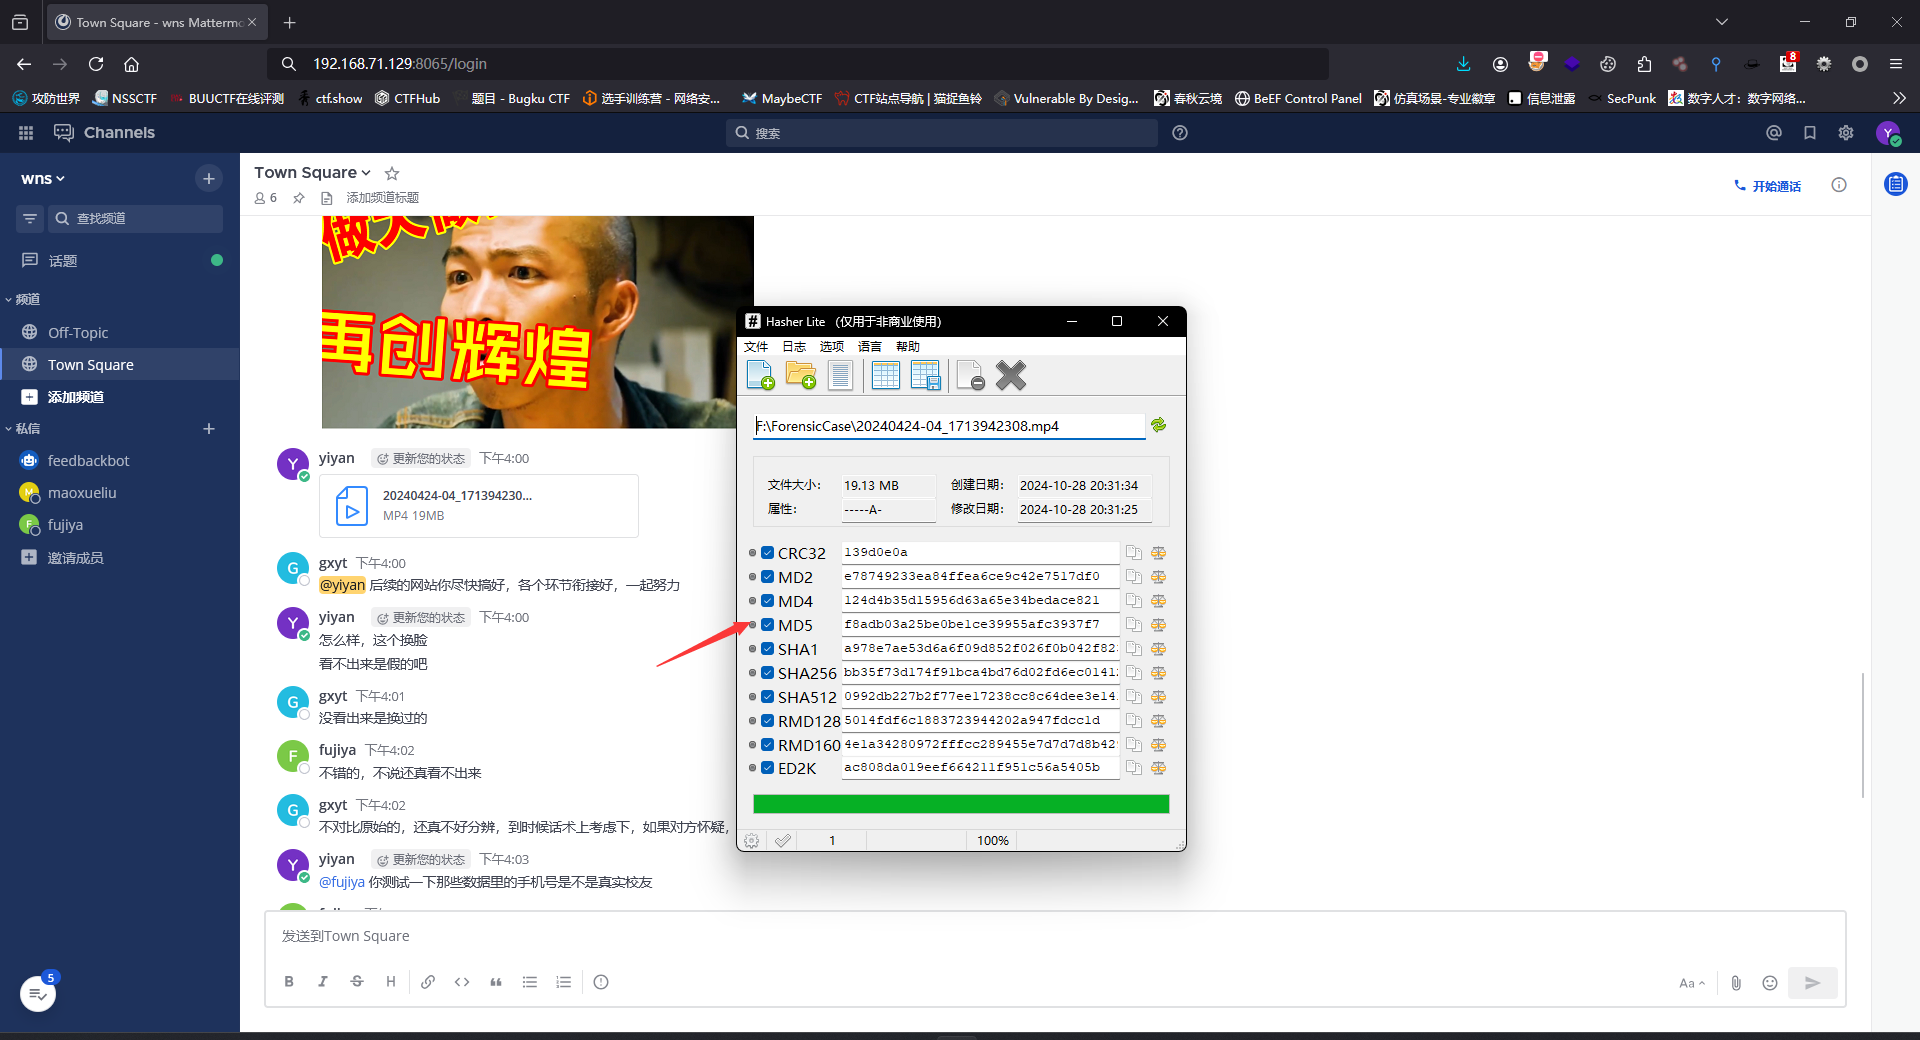 Town Square - wns Mattermo
192.168.71.129:8065/login
攻防世界
NSSCTF
BUUCTF在线评测
ctf.show
CTFHub
题目 - Bugku CTF
选手训练营 - 网络安...
MaybeCTF
CTF站点导航 | 猫捉鱼铃
Vulnerable By Desig...
春秋云境
BeEF Control Panel
仿真场景-专业徽章
信息泄露
SecPunk
数字人才：数字网络...
8
Channels
搜索
Y
wns
查找频道
话题
频道
Off-Topic
Town Square
添加频道
私信
feedbackbot
maoxueliu
fujiya
邀请成员
5
Town Square
6
添加频道标题
开始通话
再创辉煌
yiyan 更新您的状态 下午4:00
20240424-04_171394230...
MP4 19MB
gxyt 下午4:00
@yiyan 后续的网站你尽快搞好，各个环节衔接好，一起努力
yiyan 更新您的状态 下午4:00
怎么样，这个换脸
看不出来是假的吧
gxyt 下午4:01
没看出来是换过的
fujiya 下午4:02
不错的，不说还真看不出来
gxyt 下午4:02
不对比原始的，还真不好分辨，到时候话术上考虑下，如果对方怀疑，
yiyan 更新您的状态 下午4:03
@fujiya 你测试一下那些数据里的手机号是不是真实校友
发送到Town Square
Aa
Hasher Lite （仅用于非商业使用）
文件 日志 选项 语言 帮助
F:\ForensicCase\20240424-04_1713942308.mp4
文件大小： 19.13 MB 创建日期： 2024-10-28 20:31:34
属性： -----A- 修改日期： 2024-10-28 20:31:25
CRC32 139d0e0a
MD2 e78749233ea84ffea6ce9c42e7517df0
MD4 124d4b35d15956d63a65e34bedace821
MD5 f8adb03a25be0be1ce39955afc3937f7
SHA1 a978e7ae53d6a6f09d852f026f0b042f82
SHA256 bb35f73d174f91bca4bd76d02fd6ec0141
SHA512 0992db227b2f77ee17238cc8c64dee3e14
RMD128 5014fdf6c1883723944202a947fdcc1d
RMD160 4e1a34280972fffcc289455e7d7d7d8b42
ED2K ac808da019eef664211f951c56a5405b
1 100%